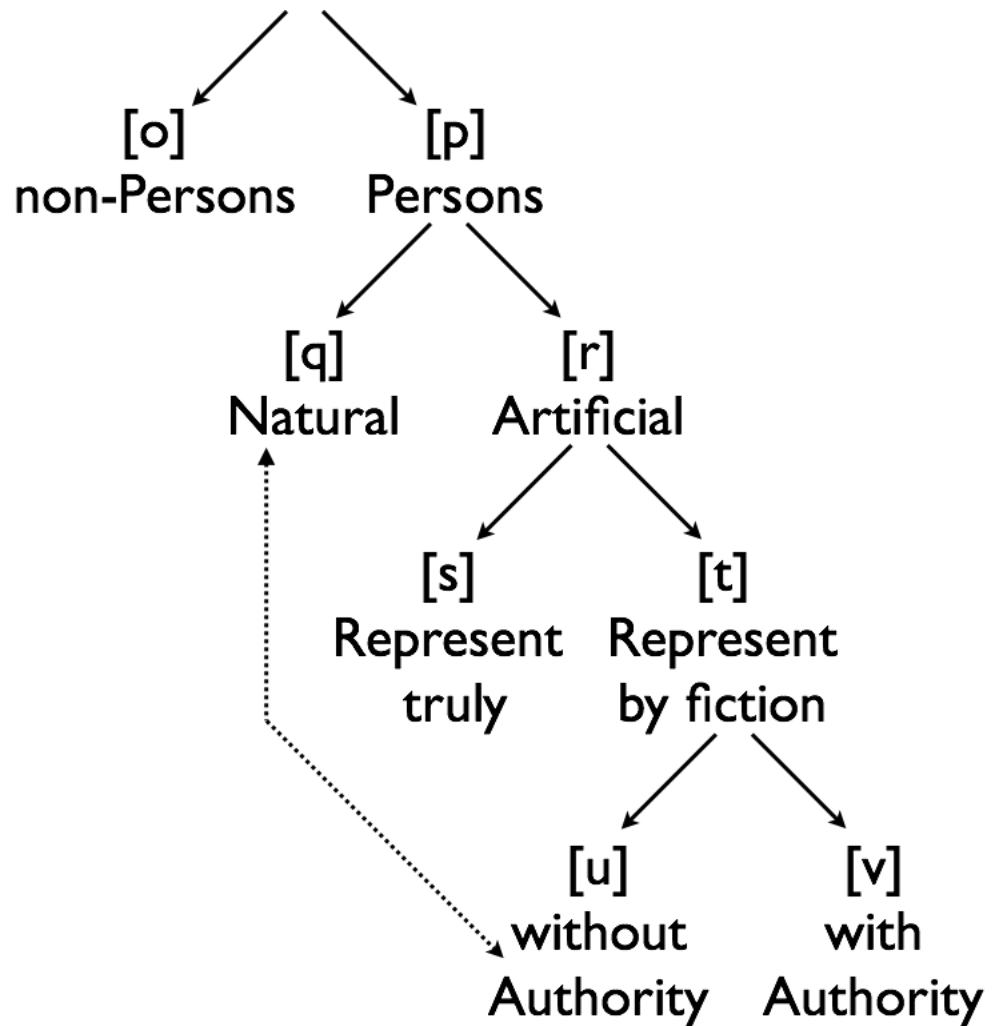 [o]
non-Persons
[p]
Persons
[q]
Natural
[r]
Artificial
[s]
Represent
truly
[t]
Represent
by fiction
[u]
without
Authority
[v]
with
Authority